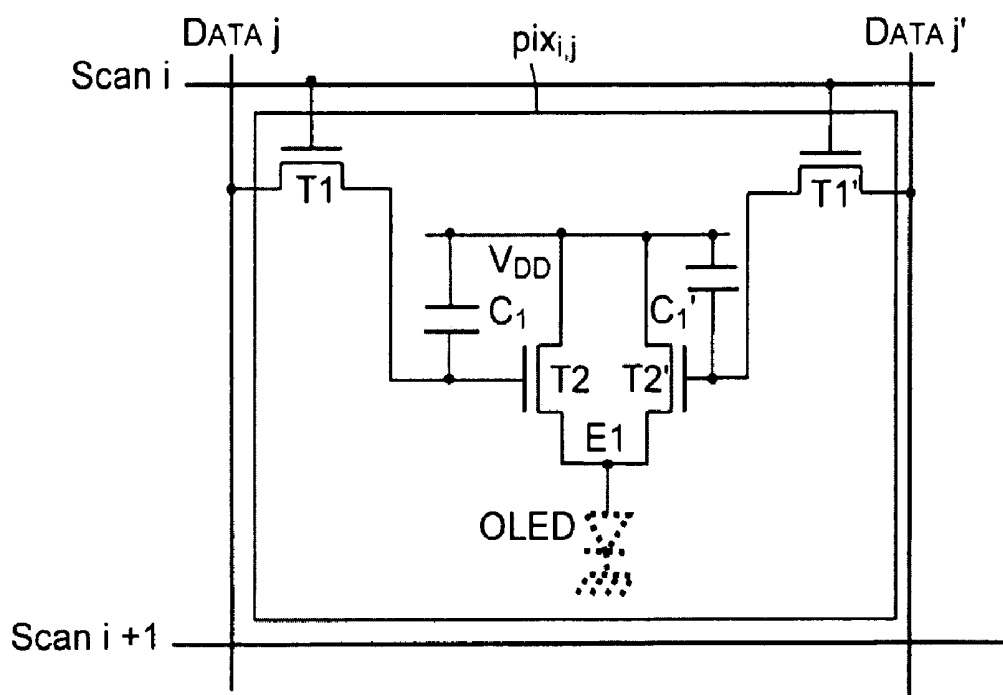 DATA j
pixi,j
DATA j'
Scan i
T1
T1'
VDD
C1
C1'
T2
T2'
E1
OLED
Scan i +1